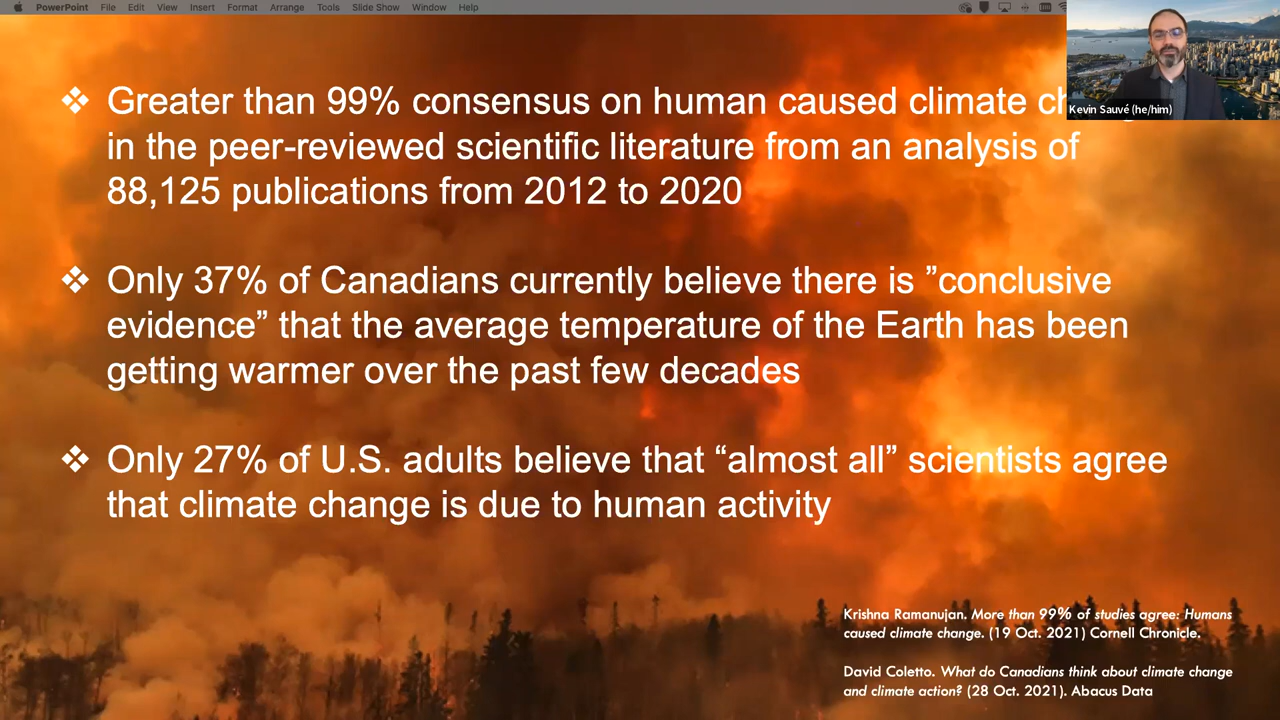 PowerPoint File Edit View Insert Format Arrange Tools Slide Show Window Help
Kevin Sauvé (he/him)
❖ Greater than 99% consensus on human caused climate
in the peer-reviewed scientific literature from an analysis of
88,125 publications from 2012 to 2020
❖ Only 37% of Canadians currently believe there is ”conclusive
evidence” that the average temperature of the Earth has been
getting warmer over the past few decades
❖ Only 27% of U.S. adults believe that “almost all” scientists agree
that climate change is due to human activity
Krishna Ramanujan. More than 99% of studies agree: Humans
caused climate change. (19 Oct. 2021) Cornell Chronicle.
David Coletto. What do Canadians think about climate change
and climate action? (28 Oct. 2021). Abacus Data